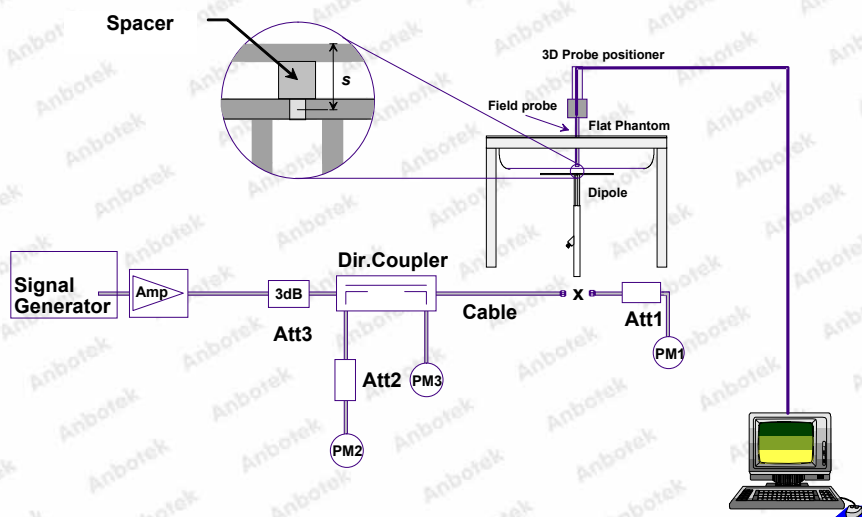 Spacer
s
3D Probe positioner
Field probe
Flat Phantom
Dipole
Dir.Coupler
Signal
Generator
Amp
3dB
Att3
Cable
x
Att1
PM1
Att2
PM3
PM2
Anbotek